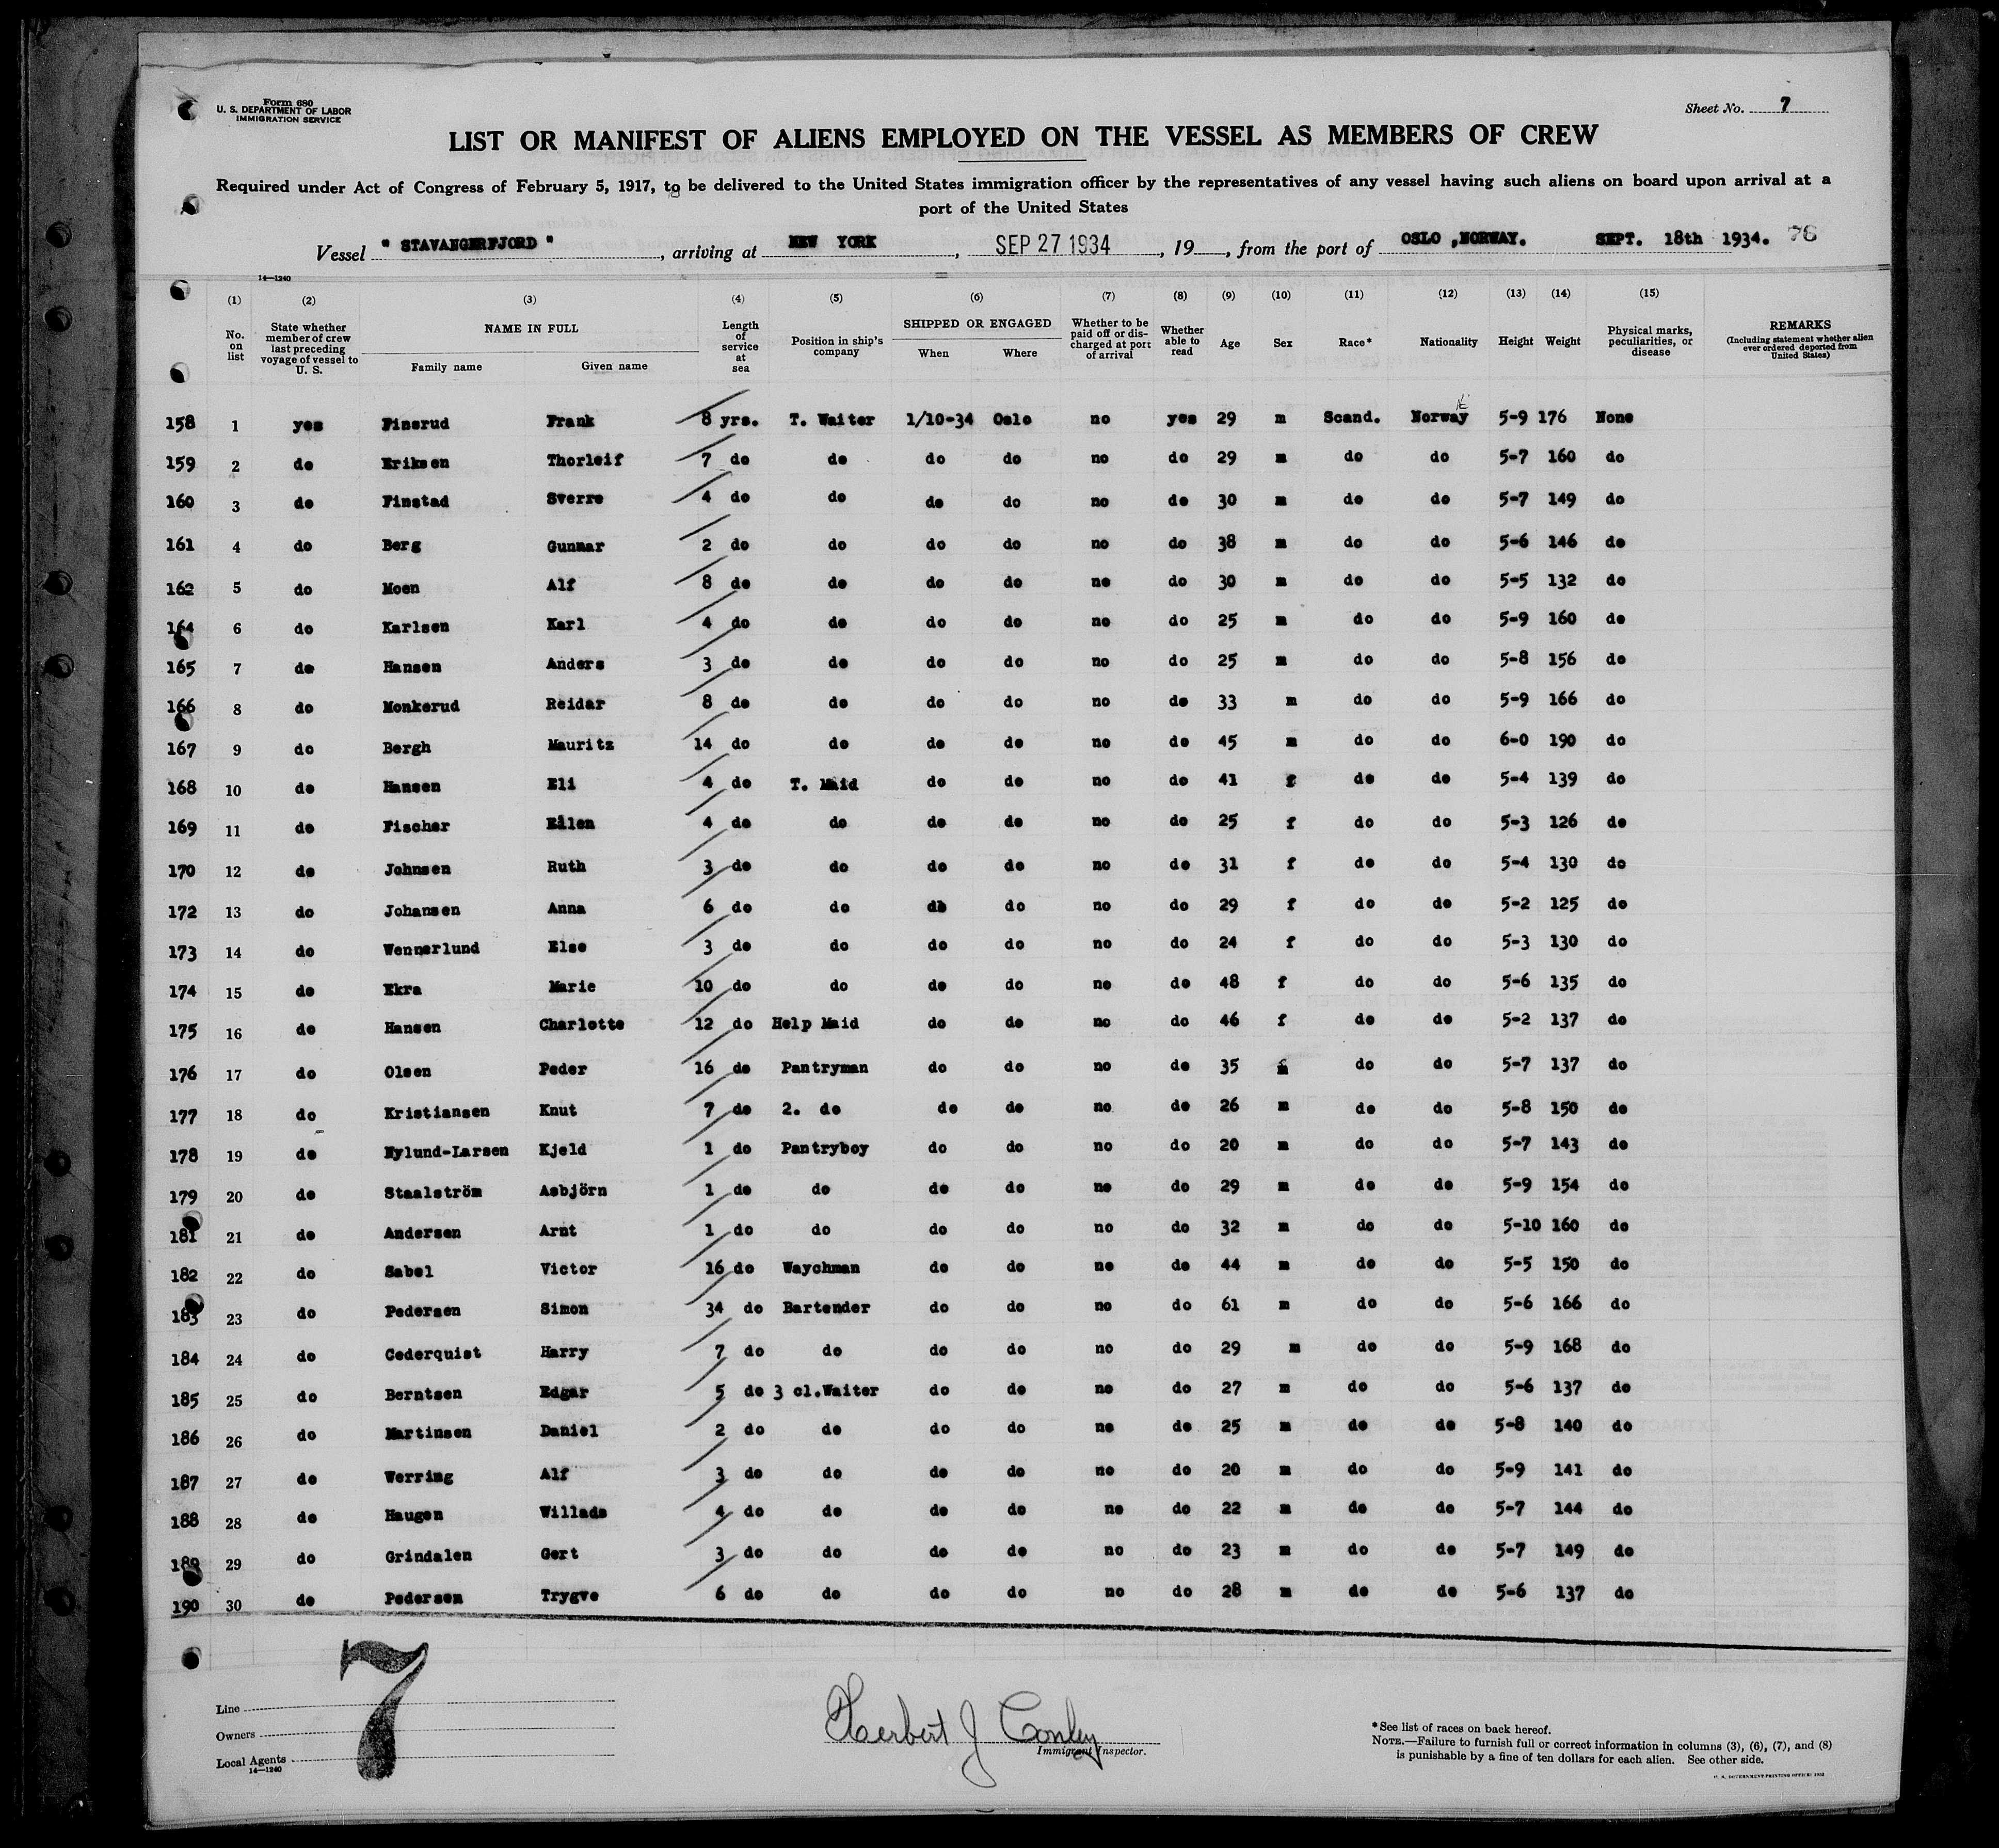 Form 680
U. S. DEPARTMENT OF LABOR
IMMIGRATION SERVICE
Sheet No. 7
LIST OR MANIFEST OF ALIENS EMPLOYED ON THE VESSEL AS MEMBERS OF CREW
Required under Act of Congress of February 5, 1917, to be delivered to the United States immigration officer by the representatives of any vessel having such aliens on board upon arrival at a
port of the United States
Vessel " STAVANGERFJORD ", arriving at NEW YORK, SEP 27 1934, 19, from the port of OSLO ,NORWAY. SEPT. 18th 1934. 76
14—1240
(1) (2) (3) (4) (5) (6) (7) (8) (9) (10) (11) (12) (13) (14) (15)
No. on list State whether member of crew last preceding voyage of vessel to U. S. NAME IN FULL Family name Given name Length of service at sea Position in ship's company SHIPPED OR ENGAGED When Where Whether to be paid off or discharged at port of arrival Whether able to read Age Sex Race* Nationality Height Weight Physical marks, peculiarities, or disease REMARKS (Including statement whether alien ever ordered deported from United States)
158 1 yes Finsrud Frank 8 yrs. T. Waiter 1/10-34 Oslo no yes 29 m Scand. Norway 5-9 176 None
159 2 do Eriksen Thorleif 7 do do do do no do 29 m do do 5-7 160 do
160 3 do Finstad Sverre 4 do do do do no do 30 m do do 5-7 149 do
161 4 do Berg Gunnar 2 do do do do no do 38 m do do 5-6 146 do
162 5 do Moen Alf 8 do do do do no do 30 m do do 5-5 132 do
164 6 do Karlsen Karl 4 do do do do no do 25 m do do 5-9 160 do
165 7 do Hansen Anders 3 do do do do no do 25 m do do 5-8 156 do
166 8 do Monkerud Reidar 8 do do do do no do 33 m do do 5-9 166 do
167 9 do Bergh Mauritz 14 do do do do no do 45 m do do 6-0 190 do
168 10 do Hansen Eli 4 do T. Maid do do no do 41 f do do 5-4 139 do
169 11 do Fischer Ellen 4 do do do do no do 25 f do do 5-3 126 do
170 12 do Johnsen Ruth 3 do do do do no do 31 f do do 5-4 130 do
172 13 do Johansen Anna 6 do do do do no do 29 f do do 5-2 125 do
173 14 do Wennerlund Else 3 do do do do no do 24 f do do 5-3 130 do
174 15 do Ekra Marie 10 do do do do no do 48 f do do 5-6 135 do
175 16 do Hansen Charlotte 12 do Help Maid do do no do 46 f do do 5-2 137 do
176 17 do Olsen Peder 16 do Pantryman do do no do 35 m do do 5-7 137 do
177 18 do Kristiansen Knut 7 do 2. do do do no do 26 m do do 5-8 150 do
178 19 do Nylund-Larsen Kjeld 1 do Pantryboy do do no do 20 m do do 5-7 143 do
179 20 do Staalström Asbjörn 1 do do do do no do 29 m do do 5-9 154 do
181 21 do Andersen Arnt 1 do do do do no do 32 m do do 5-10 160 do
182 22 do Sabel Victor 16 do Waychman do do no do 44 m do do 5-5 150 do
183 23 do Pedersen Simon 34 do Bartender do do no do 61 m do do 5-6 166 do
184 24 do Cederquist Harry 7 do do do do no do 29 m do do 5-9 168 do
185 25 do Berntsen Edgar 5 do 3 cl.Waiter do do no do 27 m do do 5-6 137 do
186 26 do Martinsen Daniel 2 do do do do no do 25 m do do 5-8 140 do
187 27 do Werring Alf 3 do do do do no do 20 m do do 5-9 141 do
188 28 do Haugen Willads 4 do do do do no do 22 m do do 5-7 144 do
189 29 do Grindalen Gert 3 do do do do no do 23 m do do 5-7 149 do
190 30 do Pedersen Trygve 6 do do do do no do 28 m do do 5-6 137 do
7
Line
Owners
Local Agents
14—1240
Herbert J Conley
Immigrant Inspector.
*See list of races on back hereof.
NOTE.—Failure to furnish full or correct information in columns (3), (6), (7), and (8)
is punishable by a fine of ten dollars for each alien. See other side.